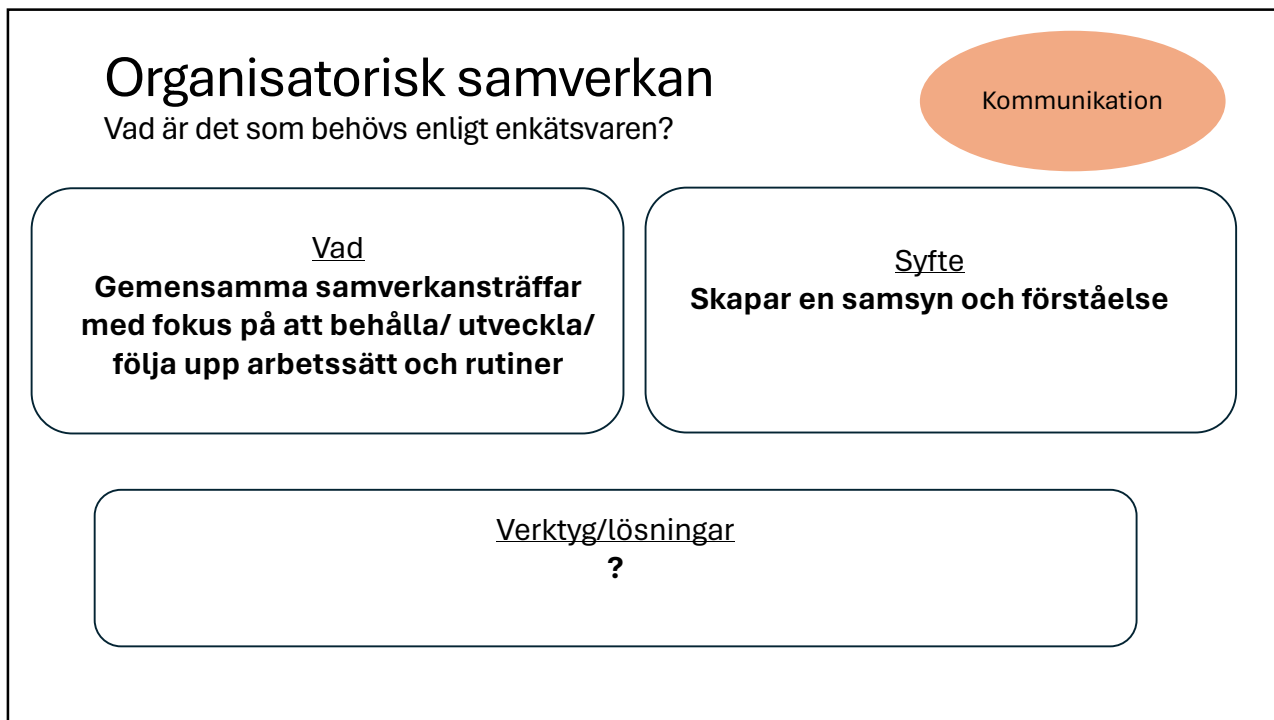 Organisatorisk samverkan
Vad är det som behövs enligt enkätsvaren?
Kommunikation
Vad
Gemensamma samverkansträffar
med fokus på att behålla/ utveckla/
följa upp arbetssätt och rutiner
Syfte
Skapar en samsyn och förståelse
Verktyg/lösningar
?